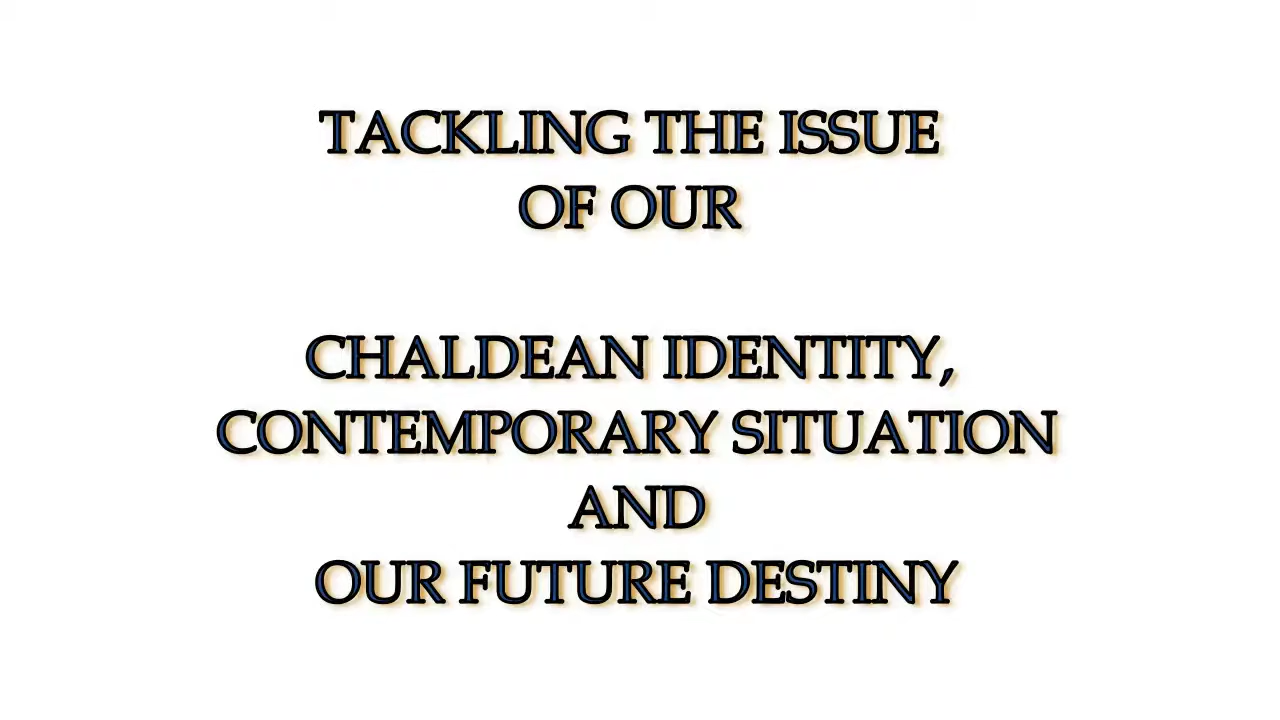 TACKLING THE ISSUE
OF OUR
CHALDEAN IDENTITY,
CONTEMPORARY SITUATION
AND
OUR FUTURE DESTINY